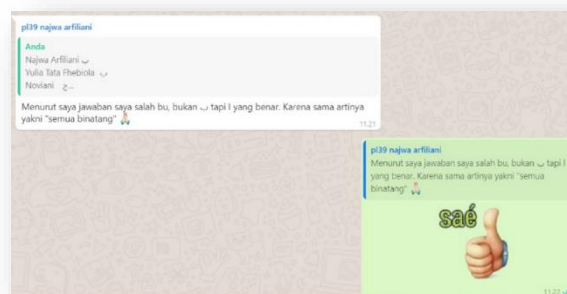 pl39 najwa arfiliani
Anda
Najwa Arfiliani ب
Yulia Tata Fhebiola ب
Noviani ج...
Menurut saya jawaban saya salah bu, bukan ب tapi I yang benar. Karena sama artinya
yakni "semua binatang" 🙏
11.21
pl39 najwa arfiliani
Menurut saya jawaban saya salah bu, bukan ب tapi I
yang benar. Karena sama artinya yakni "semua
binatang" 🙏
saé
11.22